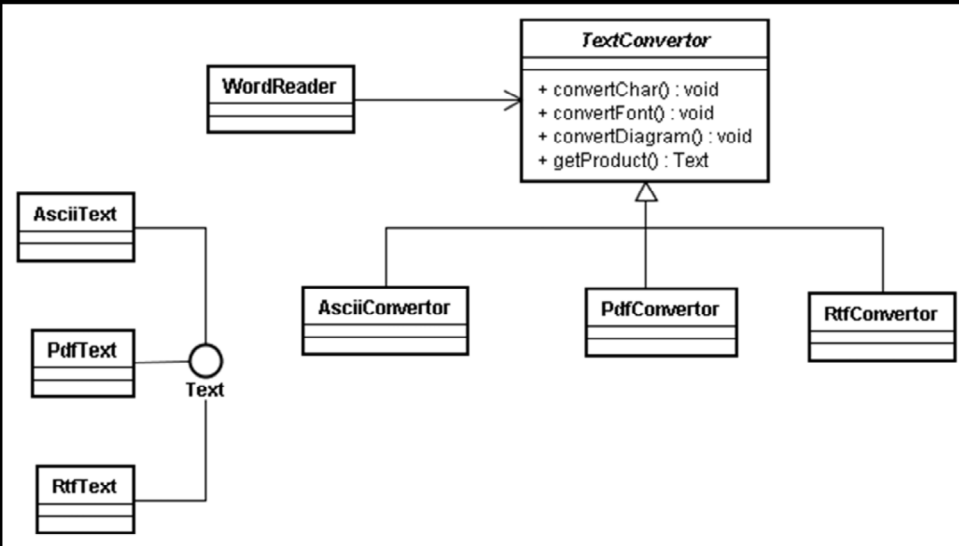 TextConvertor
+ convertChar() : void
+ convertFont() : void
+ convertDiagram() : void
+ getProduct() : Text
WordReader
AsciiText
PdfText
Text
RtfText
AsciiConvertor
PdfConvertor
RtfConvertor